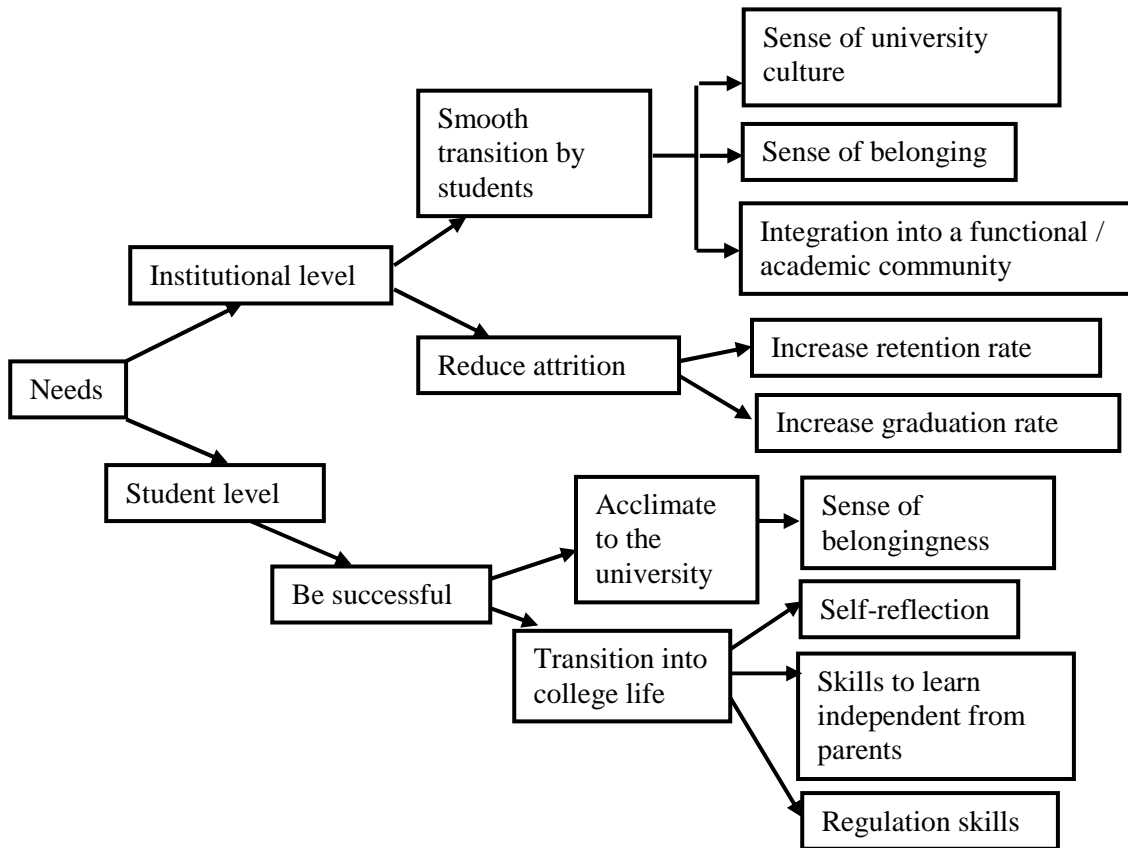 Sense of university
culture
Smooth
transition by
students
Sense of belonging
Integration into a functional /
academic community
Institutional level
Increase retention rate
Reduce attrition
Needs
Increase graduation rate
Student level
Acclimate
to the
university
Sense of
belongingness
Be successful
Self-reflection
Transition into
college life
Skills to learn
independent from
parents
Regulation skills